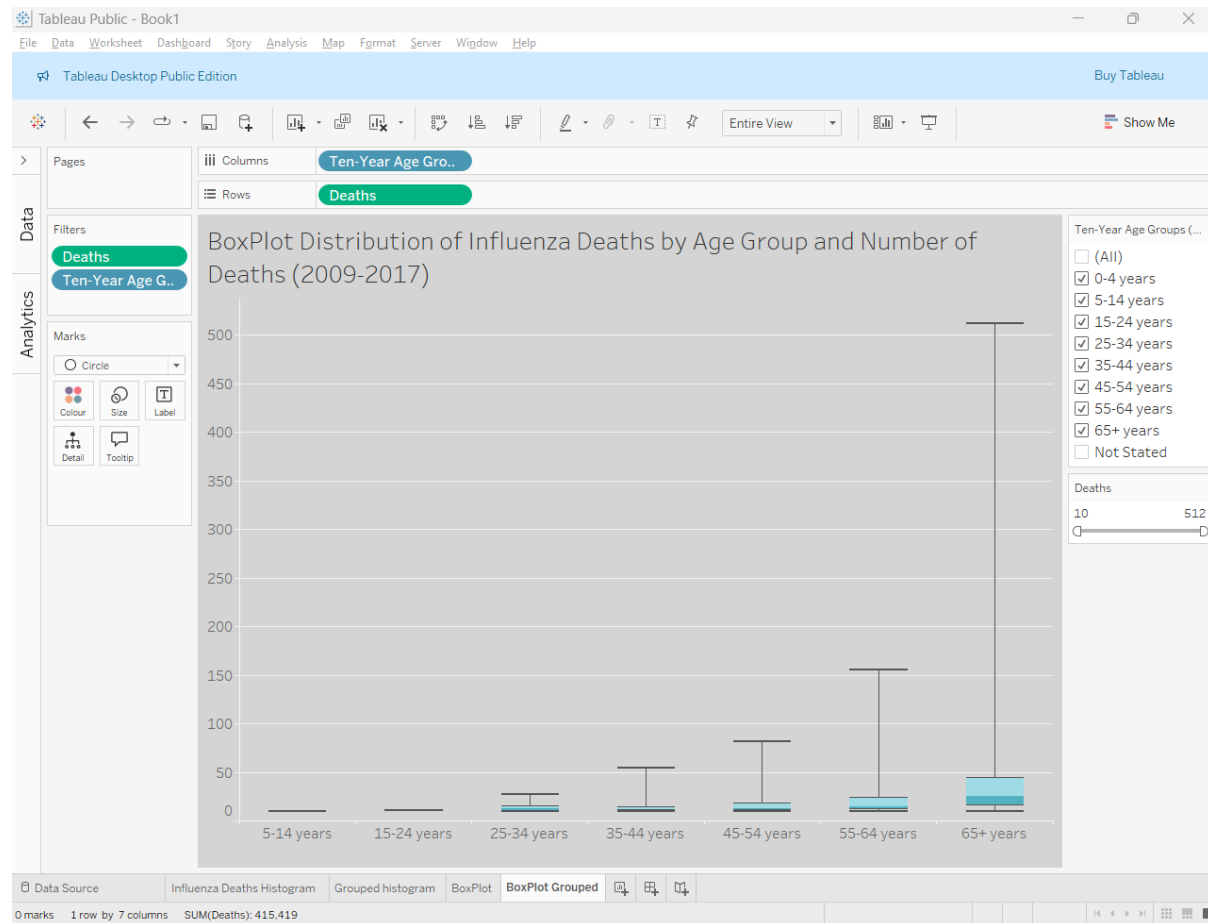 Tableau Public - Book1
File Data Worksheet Dashboard Story Analysis Map Format Server Window Help
Tableau Desktop Public Edition
Buy Tableau
Entire View
Show Me
Pages
Columns
Ten-Year Age Gro..
Rows
Deaths
Data
Analytics
Filters
Deaths
Ten-Year Age G..
Marks
Circle
Colour Size Label
Detail Tooltip
BoxPlot Distribution of Influenza Deaths by Age Group and Number of
Deaths (2009-2017)
500
450
400
350
300
250
200
150
100
50
0
5-14 years 15-24 years 25-34 years 35-44 years 45-54 years 55-64 years 65+ years
Ten-Year Age Groups (...
(All)
0-4 years
5-14 years
15-24 years
25-34 years
35-44 years
45-54 years
55-64 years
65+ years
Not Stated
Deaths
10 512
Data Source Influenza Deaths Histogram Grouped histogram BoxPlot BoxPlot Grouped
0 marks 1 row by 7 columns SUM(Deaths): 415,419